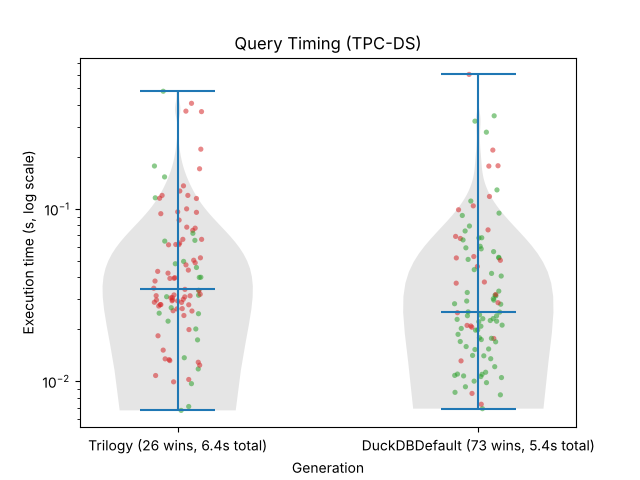 Query Timing (TPC-DS)
Execution time (s, log scale)
10⁻¹
10⁻²
Trilogy (26 wins, 6.4s total)
DuckDBDefault (73 wins, 5.4s total)
Generation